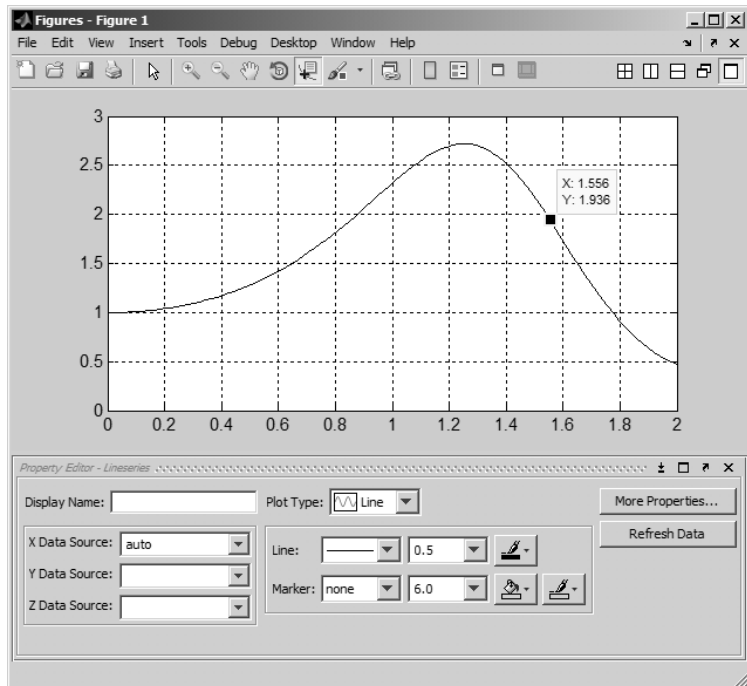 Figures - Figure 1
File Edit View Insert Tools Debug Desktop Window Help
3
2.5
2
1.5
1
0.5
0
X: 1.556
Y: 1.936
0 0.2 0.4 0.6 0.8 1 1.2 1.4 1.6 1.8 2
Property Editor - Lineseries
Display Name: Plot Type: Line More Properties...
X Data Source: auto Line: 0.5 Refresh Data
Y Data Source: Marker: none 6.0
Z Data Source: